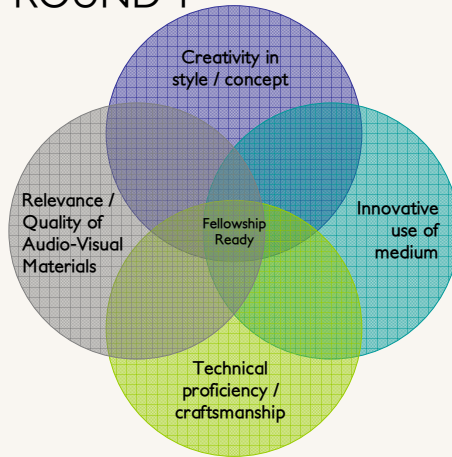 ROUND 1
Creativity in
style / concept
Relevance /
Quality of
Audio-Visual
Materials
Fellowship
Ready
Innovative
use of
medium
Technical
proficiency /
craftsmanship